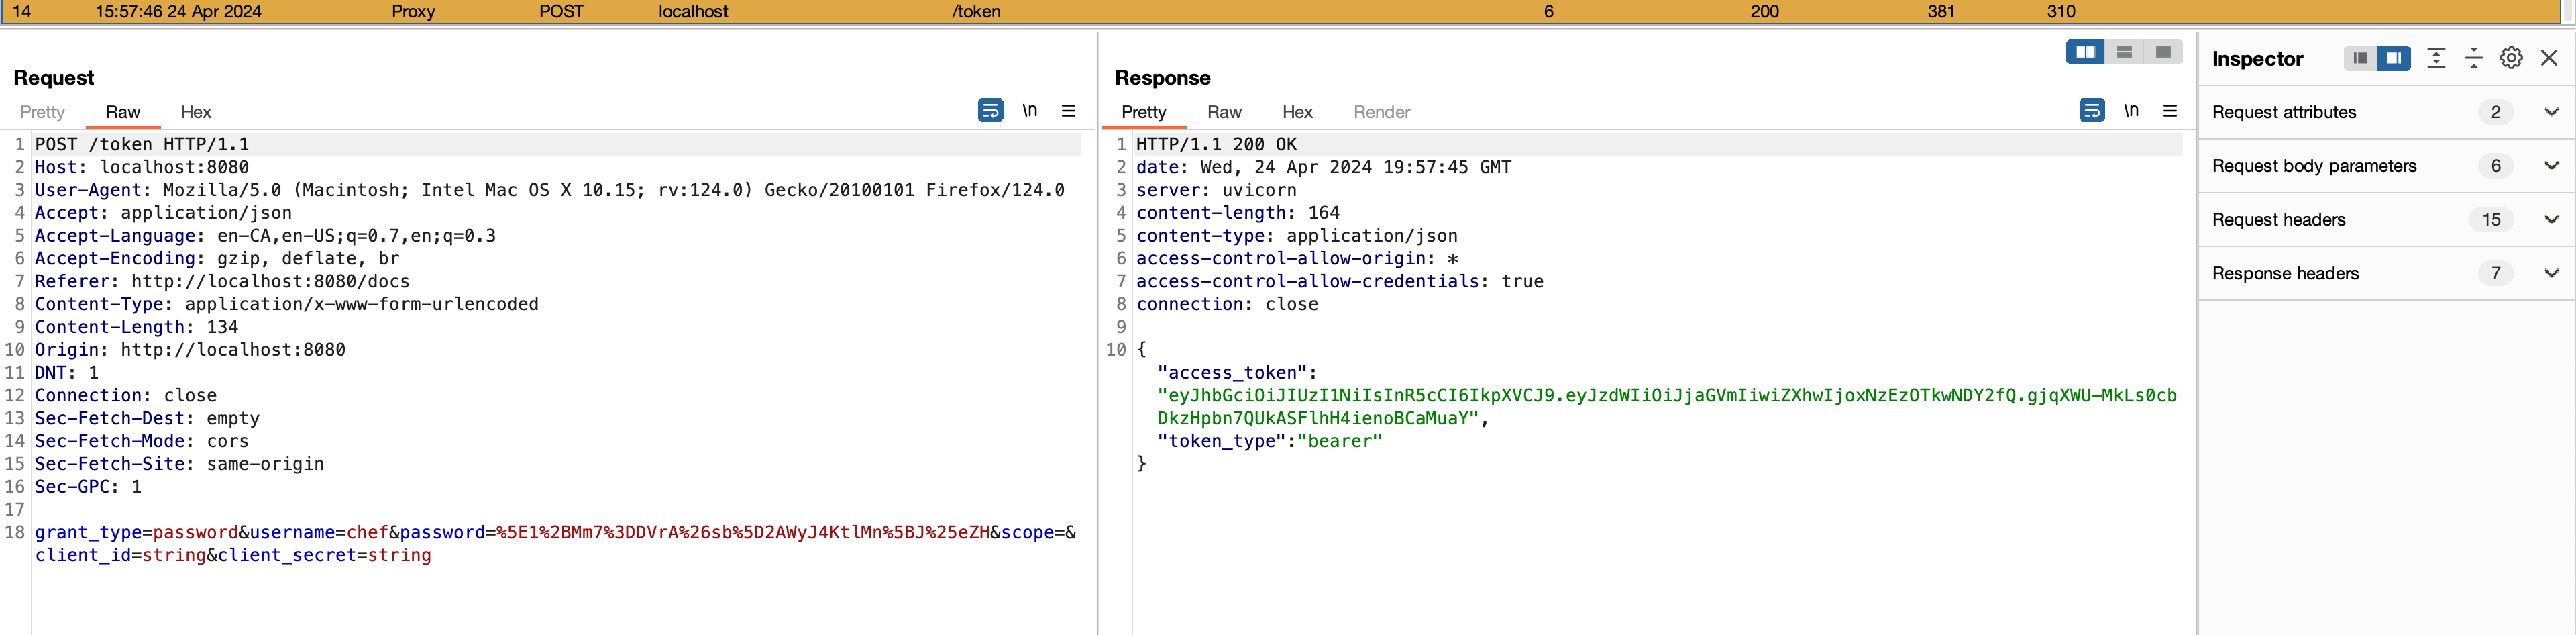 14 15:57:46 24 Apr 2024 Proxy POST localhost /token 6 200 381 310
Request
Pretty Raw Hex \n
1 POST /token HTTP/1.1
2 Host: localhost:8080
3 User-Agent: Mozilla/5.0 (Macintosh; Intel Mac OS X 10.15; rv:124.0) Gecko/20100101 Firefox/124.0
4 Accept: application/json
5 Accept-Language: en-CA,en-US;q=0.7,en;q=0.3
6 Accept-Encoding: gzip, deflate, br
7 Referer: http://localhost:8080/docs
8 Content-Type: application/x-www-form-urlencoded
9 Content-Length: 134
10 Origin: http://localhost:8080
11 DNT: 1
12 Connection: close
13 Sec-Fetch-Dest: empty
14 Sec-Fetch-Mode: cors
15 Sec-Fetch-Site: same-origin
16 Sec-GPC: 1
17
18 grant_type=password&username=chef&password=%5E1%2BMm7%3DDVrA%26sb%5D2AWyJ4KtlMn%5BJ%25eZH&scope=&
client_id=string&client_secret=string
Response
Pretty Raw Hex Render \n
1 HTTP/1.1 200 OK
2 date: Wed, 24 Apr 2024 19:57:45 GMT
3 server: uvicorn
4 content-length: 164
5 content-type: application/json
6 access-control-allow-origin: *
7 access-control-allow-credentials: true
8 connection: close
9
10 {
"access_token":
"eyJhbGciOiJIUzI1NiIsInR5cCI6IkpXVCJ9.eyJzdWIiOiJjaGVmIiwiZXhwIjoxNzEzOTkwNDY2fQ.gjqXWU-MkLs0cb
DkzHpbn7QUkASFlhH4ienoBCaMuaY",
"token_type":"bearer"
}
Inspector
Request attributes 2
Request body parameters 6
Request headers 15
Response headers 7